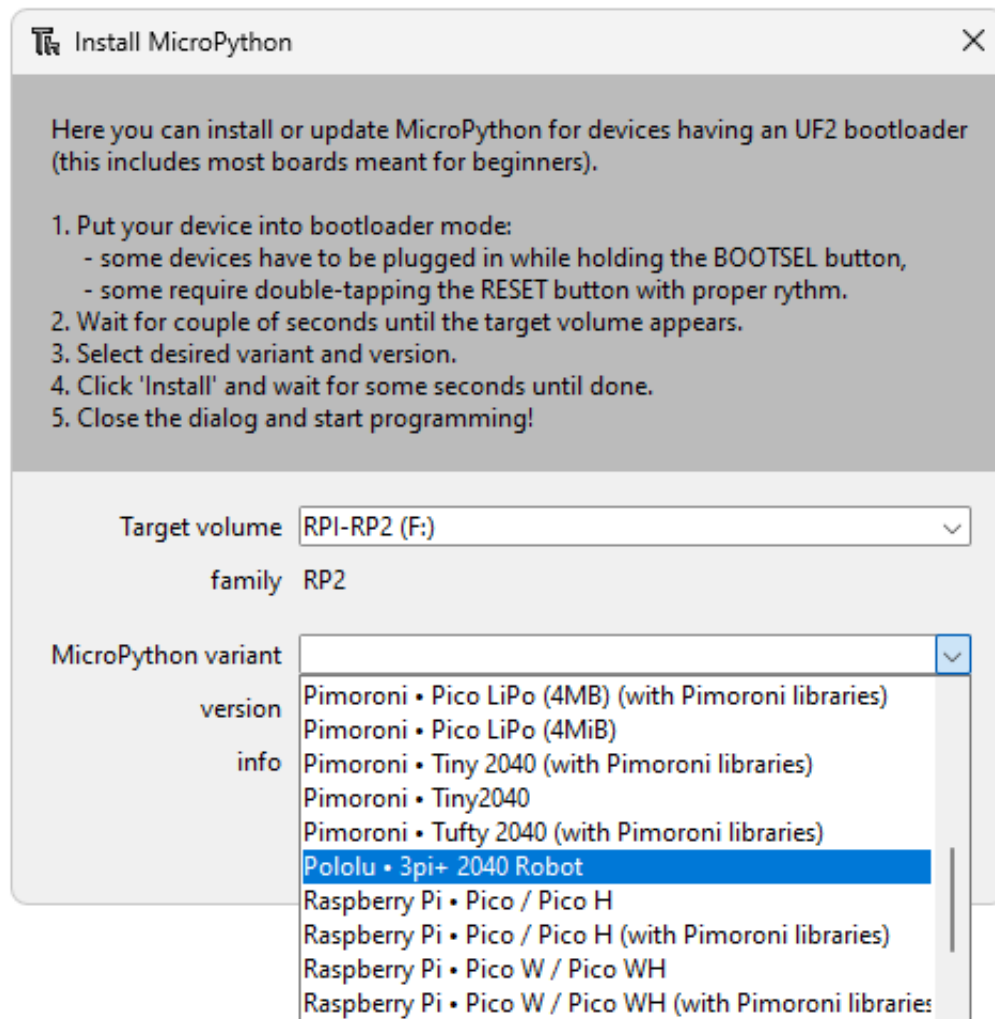 Install MicroPython
Here you can install or update MicroPython for devices having an UF2 bootloader
(this includes most boards meant for beginners).
1. Put your device into bootloader mode:
- some devices have to be plugged in while holding the BOOTSEL button,
- some require double-tapping the RESET button with proper rythm.
2. Wait for couple of seconds until the target volume appears.
3. Select desired variant and version.
4. Click 'Install' and wait for some seconds until done.
5. Close the dialog and start programming!
Target volume RPI-RP2 (F:)
family RP2
MicroPython variant
version
info
Pimoroni • Pico LiPo (4MB) (with Pimoroni libraries)
Pimoroni • Pico LiPo (4MiB)
Pimoroni • Tiny 2040 (with Pimoroni libraries)
Pimoroni • Tiny2040
Pimoroni • Tufty 2040 (with Pimoroni libraries)
Pololu • 3pi+ 2040 Robot
Raspberry Pi • Pico / Pico H
Raspberry Pi • Pico / Pico H (with Pimoroni libraries)
Raspberry Pi • Pico W / Pico WH
Raspberry Pi • Pico W / Pico WH (with Pimoroni libraries